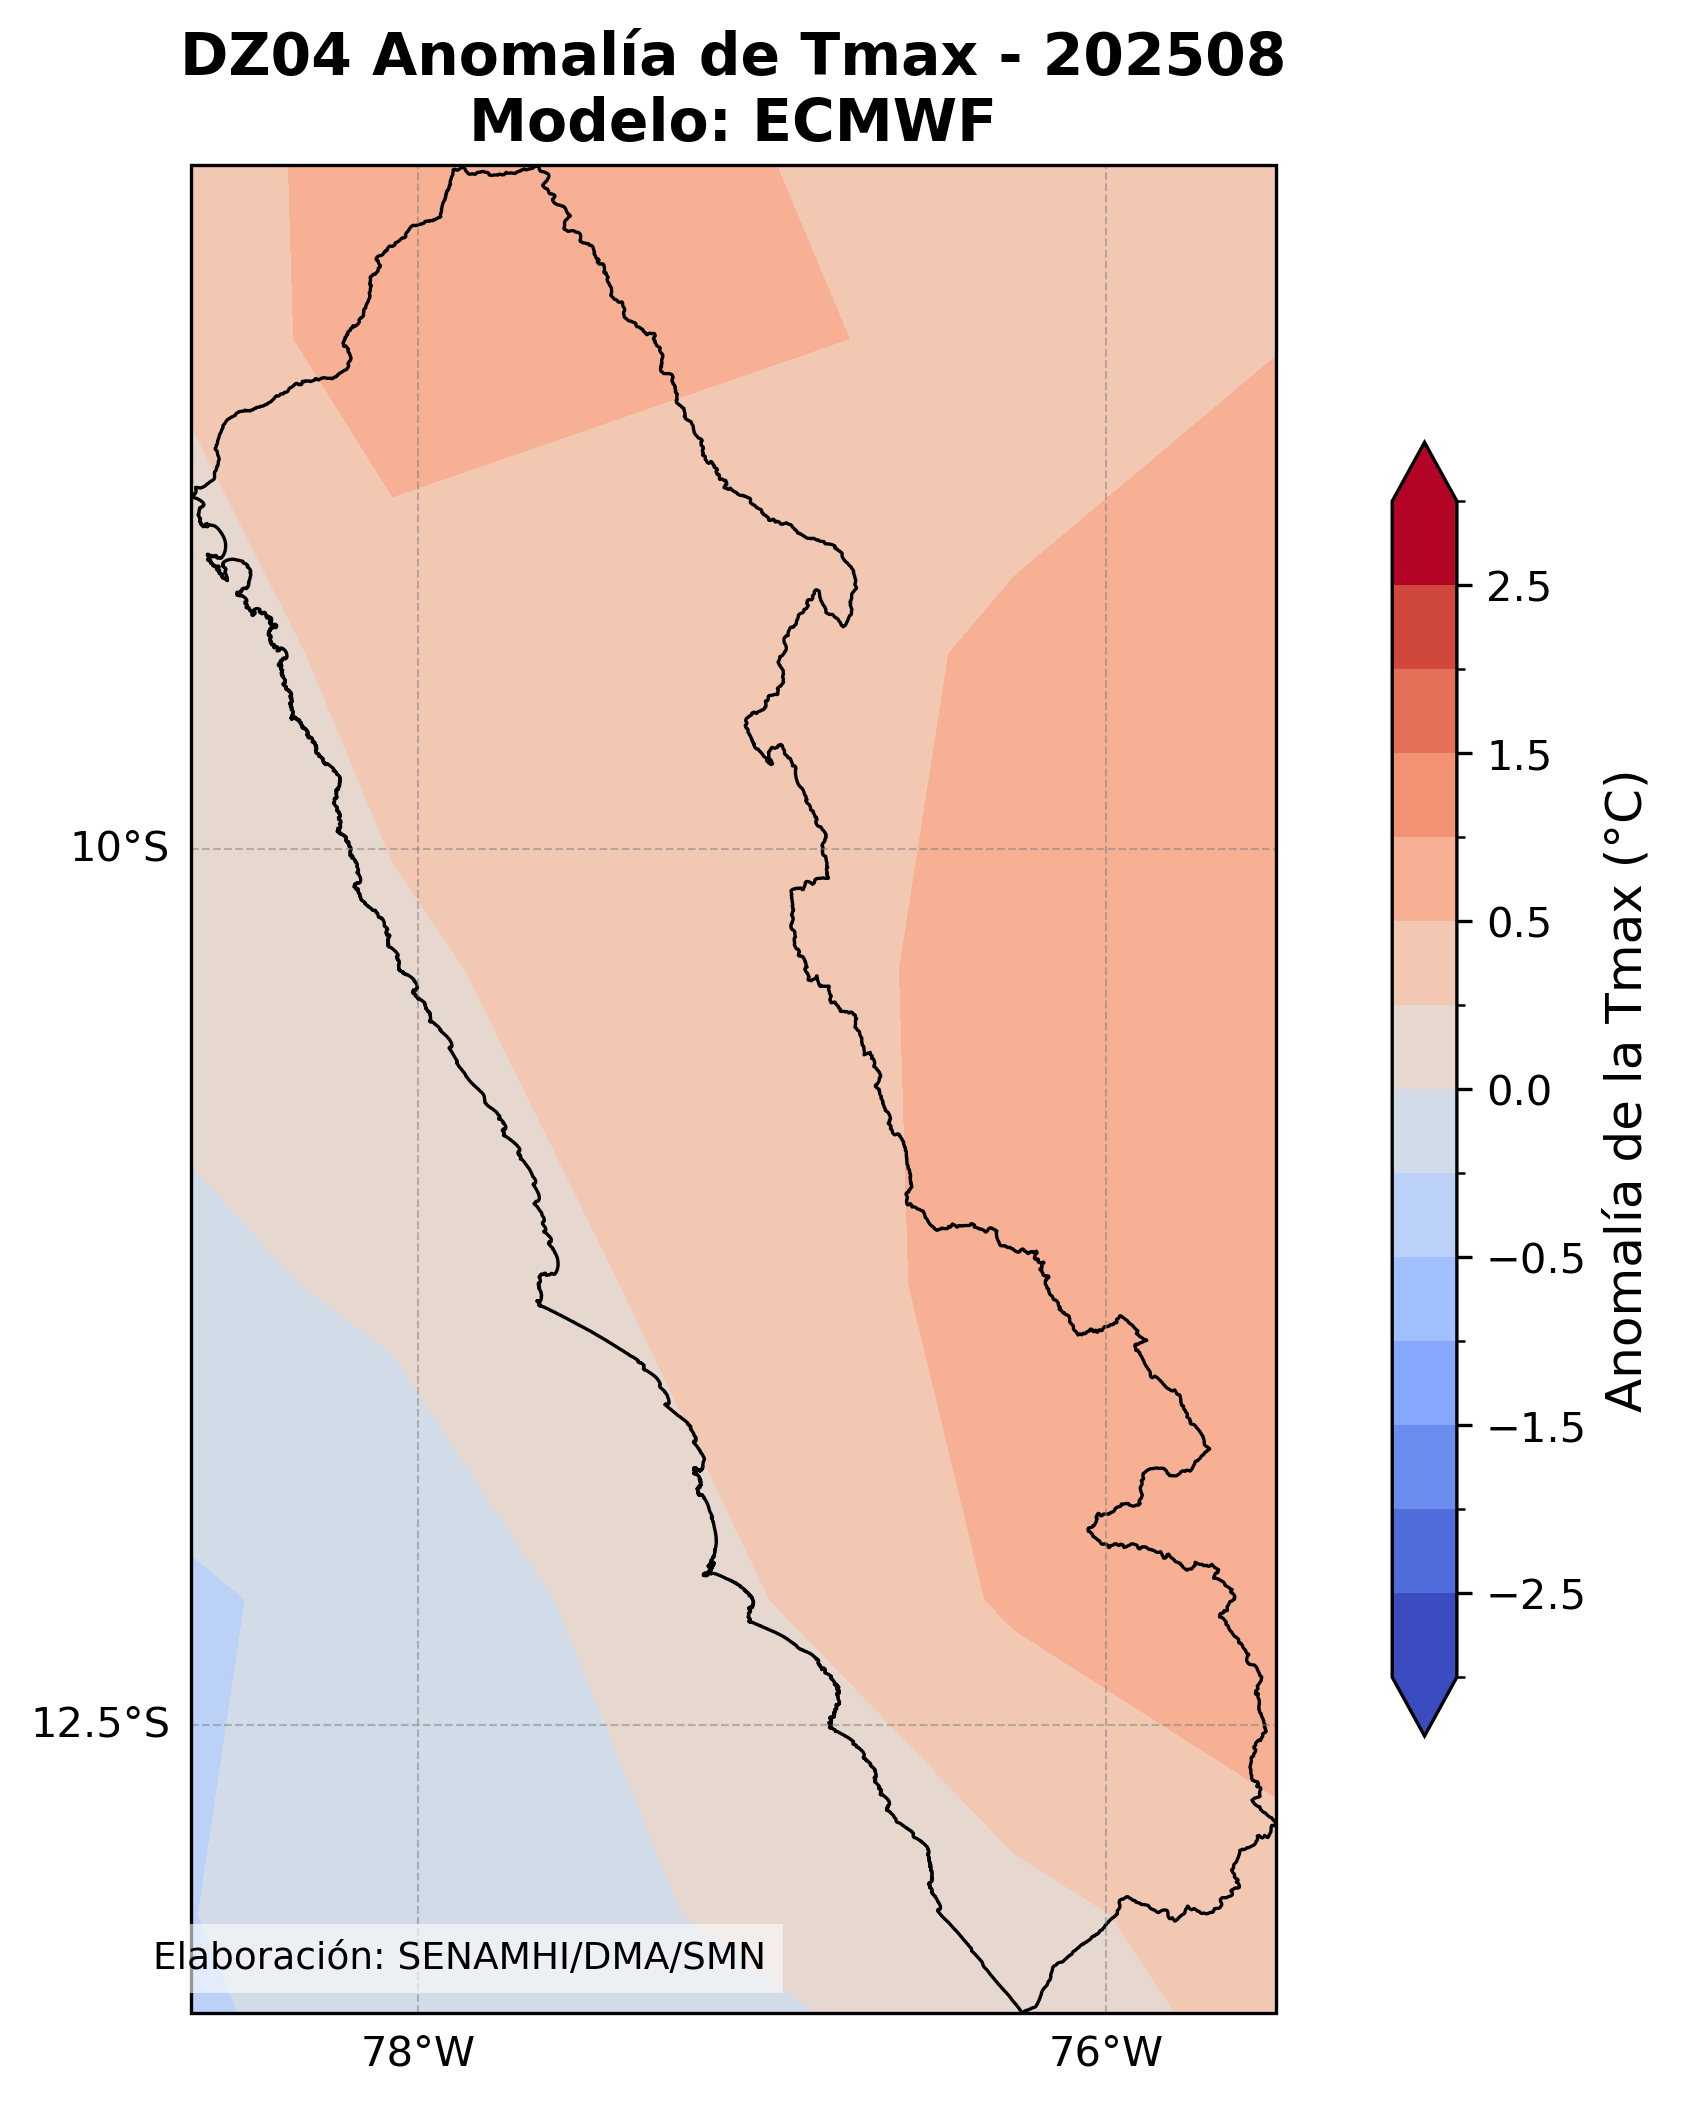 DZ04 Anomalía de Tmax - 202508
Modelo: ECMWF
10°S
12.5°S
78°W
76°W
Elaboración: SENAMHI/DMA/SMN
2.5
1.5
0.5
0.0
−0.5
−1.5
−2.5
Anomalía de la Tmax (°C)